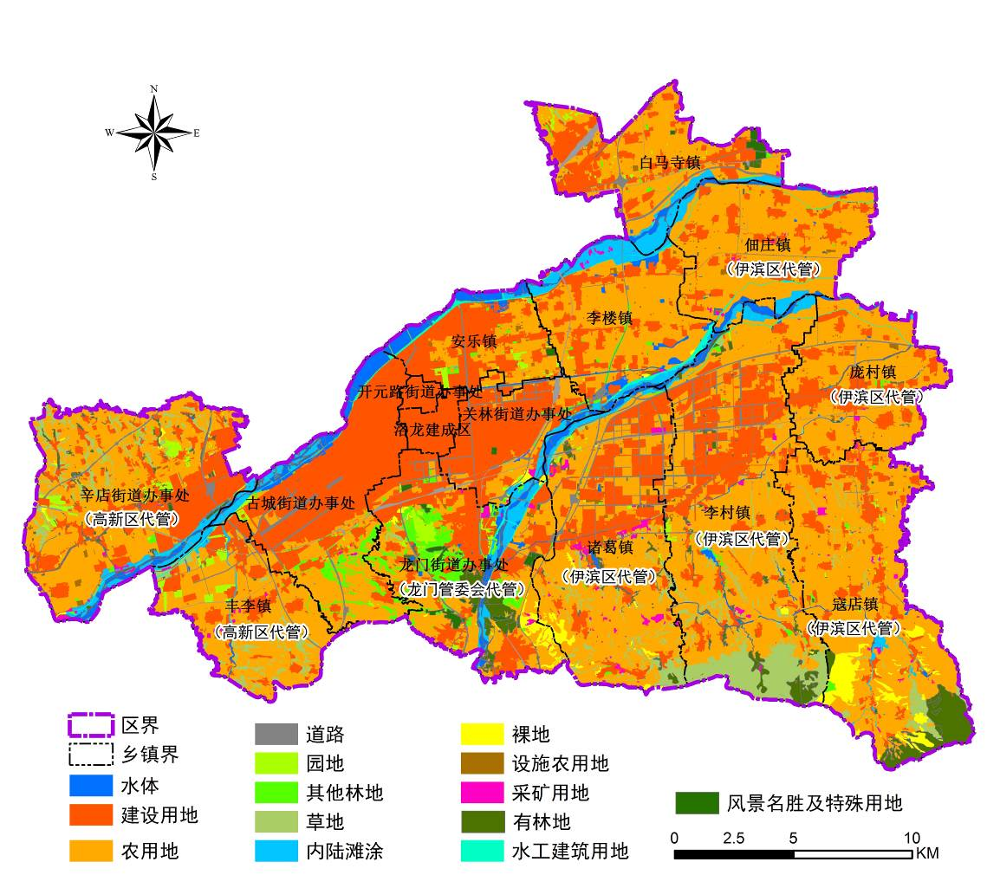 N
W
E
S
白马寺镇
佃庄镇
(伊滨区代管)
李楼镇
安乐镇
庞村镇
(伊滨区代管)
开元路街道办事处
关林街道办事处
洛龙建成区
辛店街道办事处
(高新区代管)
古城街道办事处
李村镇
(伊滨区代管)
诸葛镇
(伊滨区代管)
龙门街道办事处
(龙门管委会代管)
丰李镇
(高新区代管)
寇店镇
(伊滨区代管)
区界
乡镇界
水体
建设用地
农用地
道路
园地
其他林地
草地
内陆滩涂
裸地
设施农用地
采矿用地
有林地
水工建筑用地
风景名胜及特殊用地
0 2.5 5 10
KM